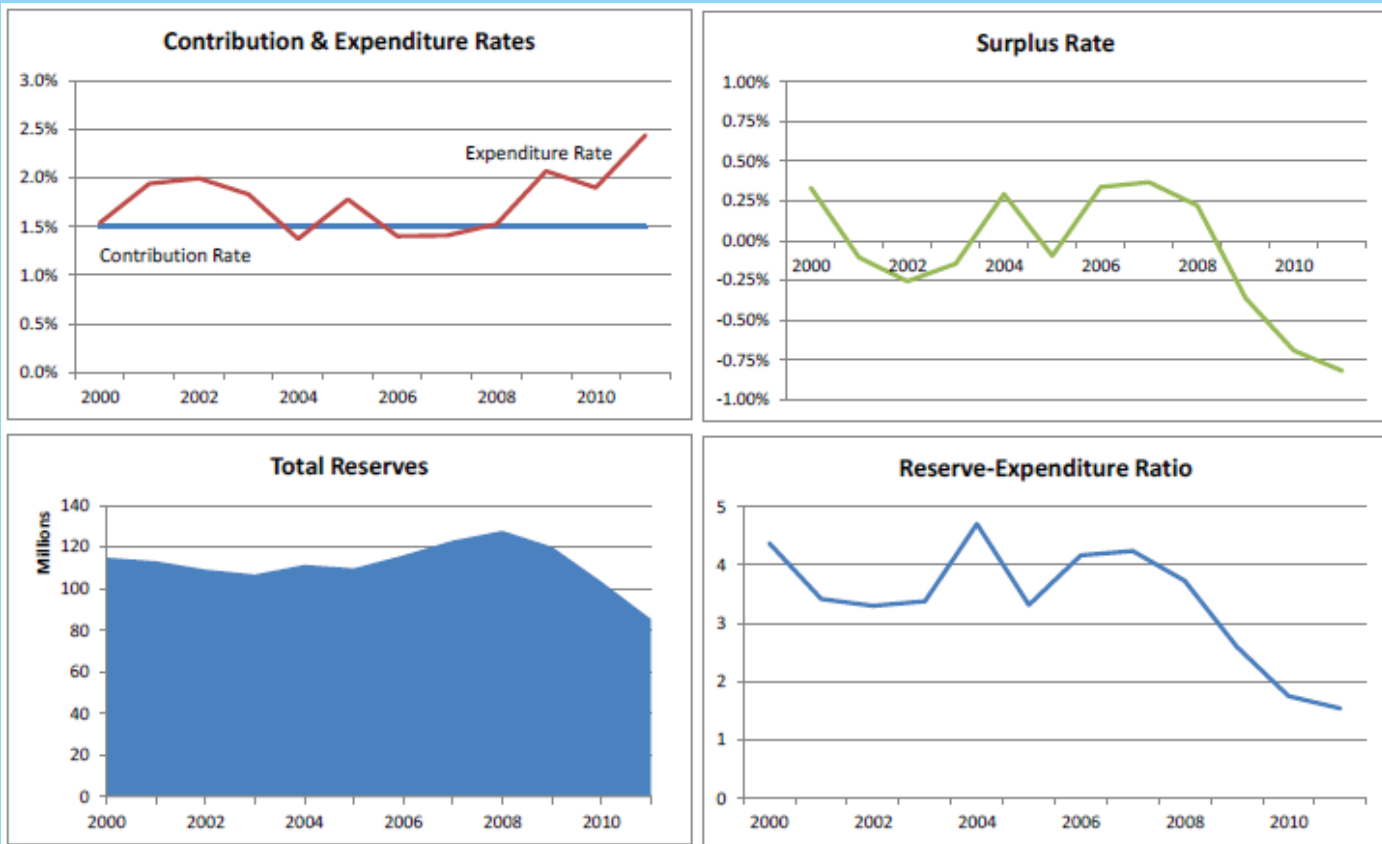 Contribution & Expenditure Rates
3.0%
2.5%
Expenditure Rate
2.0%
1.5%
Contribution Rate
1.0%
0.5%
0.0%
2000 2002 2004 2006 2008 2010
Surplus Rate
1.00%
0.75%
0.50%
0.25%
0.00%
2000 2002 2004 2006 2008 2010
-0.25%
-0.50%
-0.75%
-1.00%
Total Reserves
Millions
140
120
100
80
60
40
20
0
2000 2002 2004 2006 2008 2010
Reserve-Expenditure Ratio
5
4
3
2
1
0
2000 2002 2004 2006 2008 2010